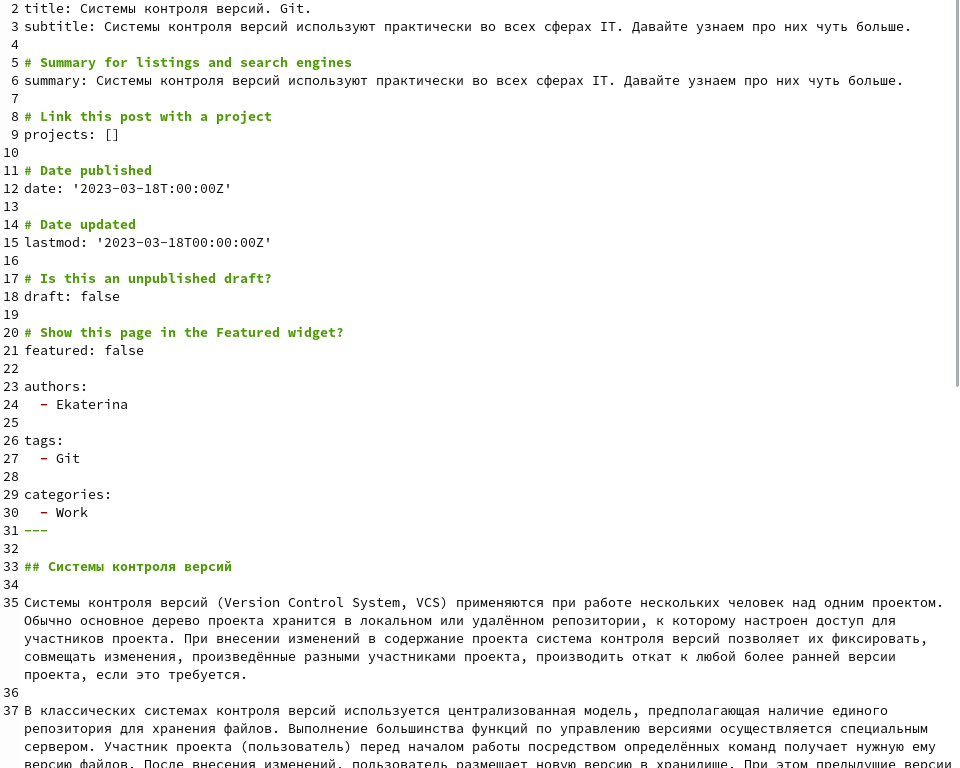 2 title: Системы контроля версий. Git.
3 subtitle: Системы контроля версий используют практически во всех сферах IT. Давайте узнаем про них чуть больше.
4
5 # Summary for listings and search engines
6 summary: Системы контроля версий используют практически во всех сферах IT. Давайте узнаем про них чуть больше.
7
8 # Link this post with a project
9 projects: []
10
11 # Date published
12 date: '2023-03-18T:00:00Z'
13
14 # Date updated
15 lastmod: '2023-03-18T00:00:00Z'
16
17 # Is this an unpublished draft?
18 draft: false
19
20 # Show this page in the Featured widget?
21 featured: false
22
23 authors:
24   - Ekaterina
25
26 tags:
27   - Git
28
29 categories:
30   - Work
31 ---
32
33 ## Системы контроля версий
34
35 Системы контроля версий (Version Control System, VCS) применяются при работе нескольких человек над одним проектом.
Обычно основное дерево проекта хранится в локальном или удалённом репозитории, к которому настроен доступ для
участников проекта. При внесении изменений в содержание проекта система контроля версий позволяет их фиксировать,
совмещать изменения, произведённые разными участниками проекта, производить откат к любой более ранней версии
проекта, если это требуется.
36
37 В классических системах контроля версий используется централизованная модель, предполагающая наличие единого
репозитория для хранения файлов. Выполнение большинства функций по управлению версиями осуществляется специальным
сервером. Участник проекта (пользователь) перед началом работы посредством определённых команд получает нужную ему
версию файлов. После внесения изменений, пользователь размещает новую версию в хранилище. При этом предыдущие версии